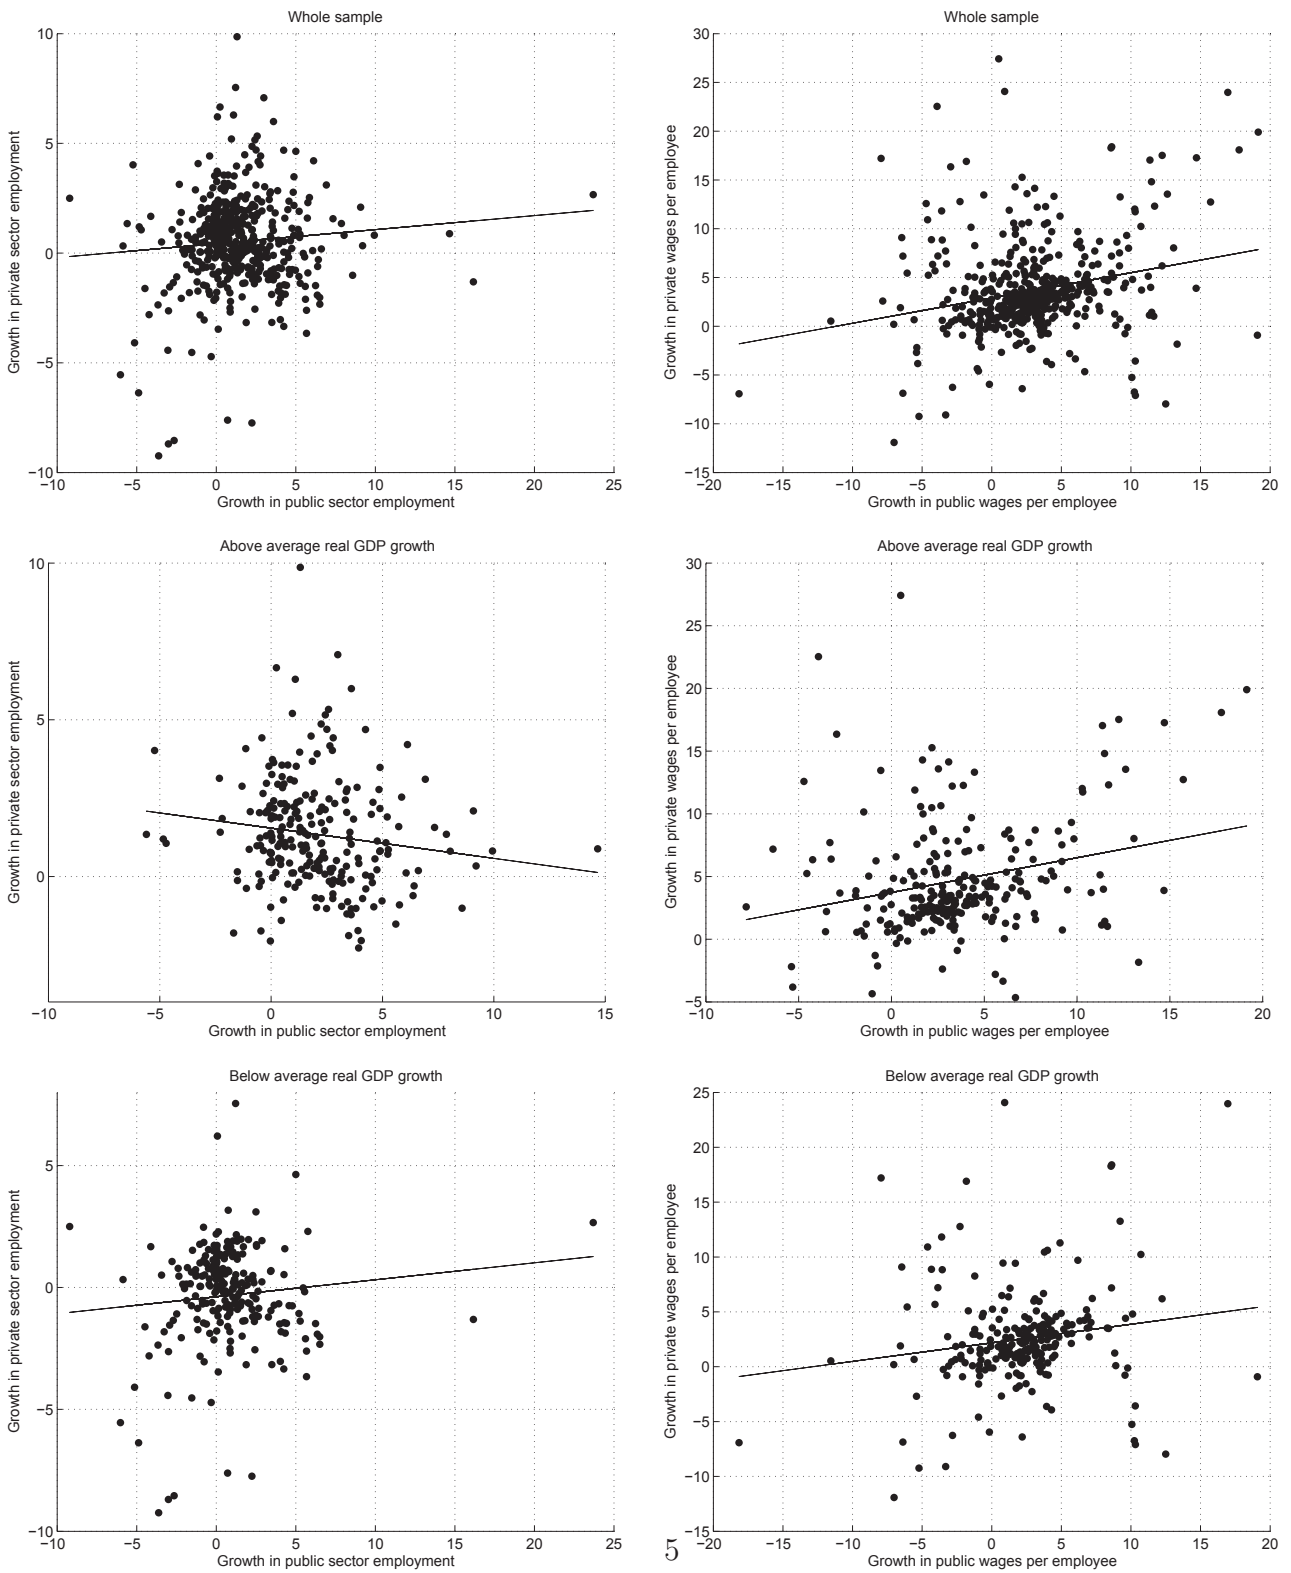 Whole sample
10
5
0
−5
−10
−10 −5 0 5 10 15 20 25
Growth in public sector employment
Growth in private sector employment
Whole sample
30
25
20
15
10
5
0
−5
−10
−15
−20 −15 −10 −5 0 5 10 15 20
Growth in public wages per employee
Growth in private wages per employee
Above average real GDP growth
10
5
0
−10 −5 0 5 10 15
Growth in public sector employment
Growth in private sector employment
Above average real GDP growth
30
25
20
15
10
5
0
−5
−10 −5 0 5 10 15 20
Growth in public wages per employee
Growth in private wages per employee
Below average real GDP growth
5
0
−5
−10
−10 −5 0 5 10 15 20 25
Growth in public sector employment
Growth in private sector employment
Below average real GDP growth
25
20
15
10
5
0
−5
−10
−15
−20 −15 −10 −5 0 5 10 15 20
Growth in public wages per employee
Growth in private wages per employee
5